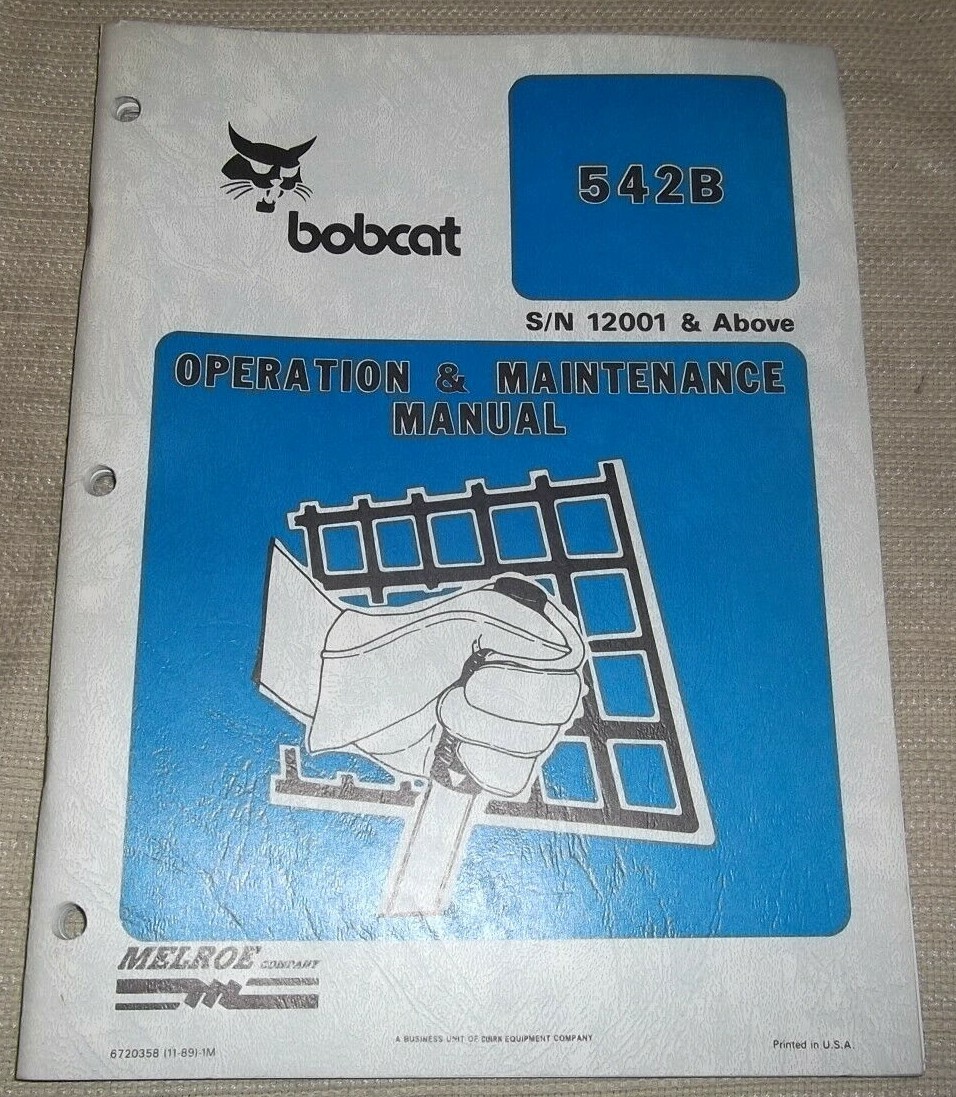 bobcat
542B
S/N 12001 & Above
OPERATION & MAINTENANCE
MANUAL
MELROE COMPANY
A BUSINESS UNIT OF CLARK EQUIPMENT COMPANY
6720358 (11-89)-1M
Printed in U.S.A.